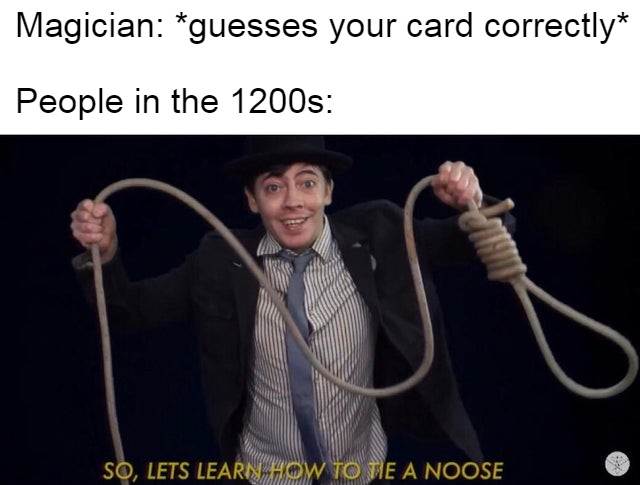 Magician: *guesses your card correctly*
People in the 1200s:
SO, LETS LEARN HOW TO TIE A NOOSE